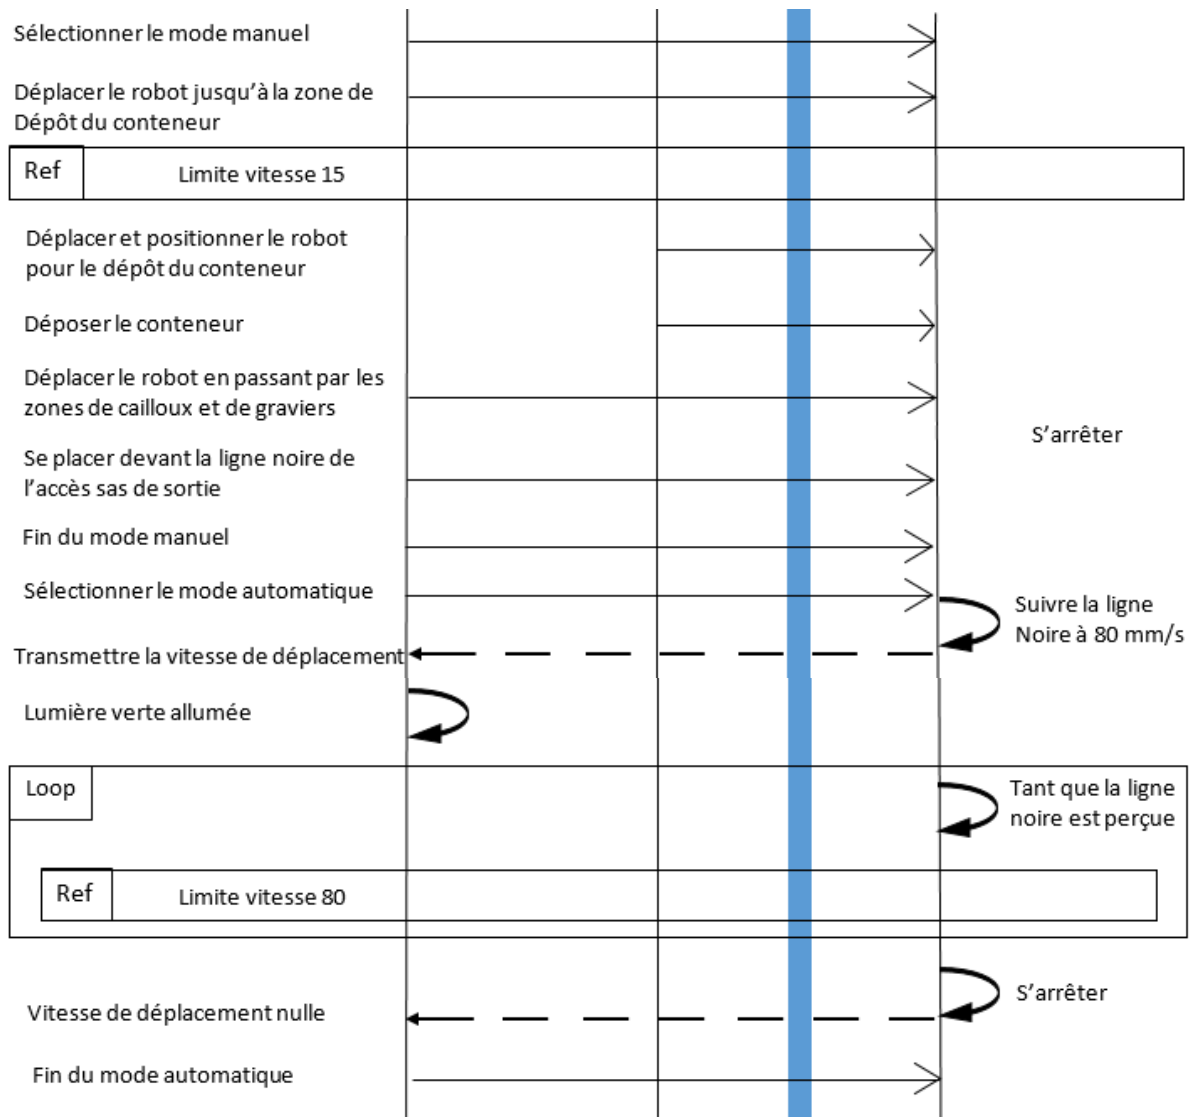 Sélectionner le mode manuel
Déplacer le robot jusqu'à la zone de
Dépôt du conteneur
Ref
Limite vitesse 15
Déplacer et positionner le robot
pour le dépôt du conteneur
Déposer le conteneur
Déplacer le robot en passant par les
zones de cailloux et de graviers
S'arrêter
Se placer devant la ligne noire de
l'accès sas de sortie
Fin du mode manuel
Sélectionner le mode automatique
Suivre la ligne
Noire à 80 mm/s
Transmettre la vitesse de déplacement
Lumière verte allumée
Loop
Tant que la ligne
noire est perçue
Ref
Limite vitesse 80
S'arrêter
Vitesse de déplacement nulle
Fin du mode automatique